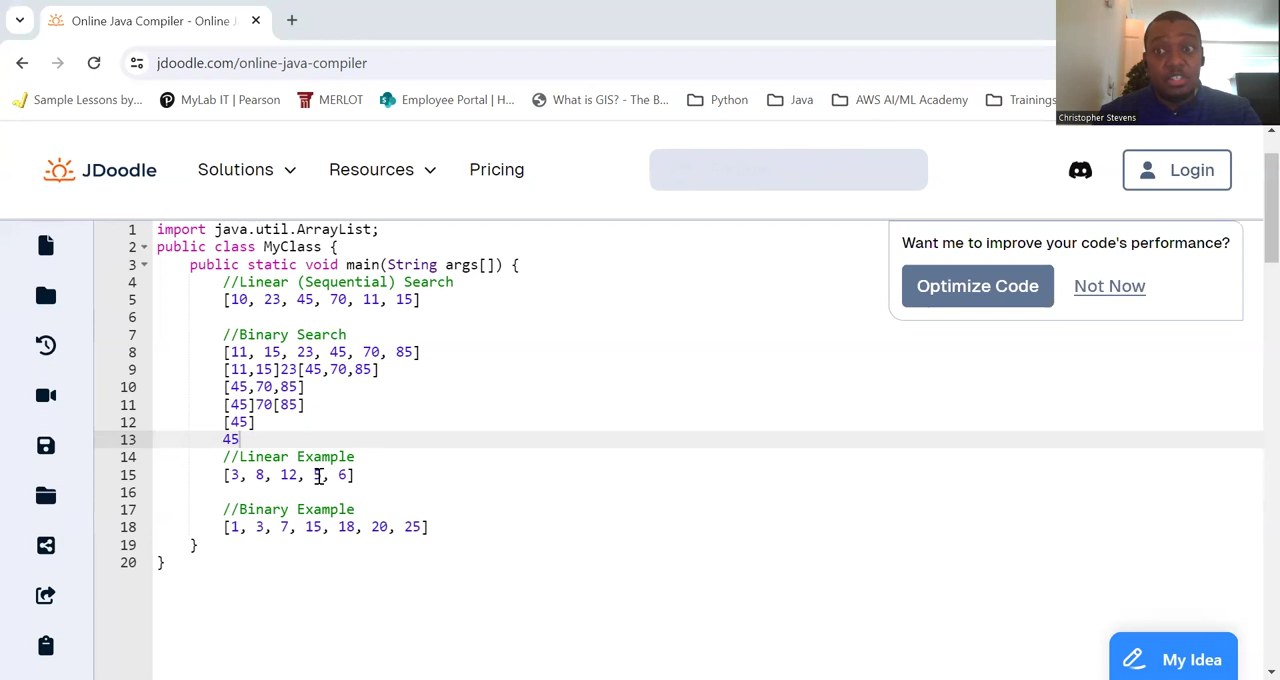 Online Java Compiler - Online J
jdoodle.com/online-java-compiler
Sample Lessons by... MyLab IT | Pearson MERLOT Employee Portal | H... What is GIS? - The B... Python Java AWS AI/ML Academy Trainings
Christopher Stevens
JDoodle Solutions Resources Pricing Login
Want me to improve your code's performance?
Optimize Code Not Now
1 import java.util.ArrayList;
2 public class MyClass {
3 public static void main(String args[]) {
4 //Linear (Sequential) Search
5 [10, 23, 45, 70, 11, 15]
6
7 //Binary Search
8 [11, 15, 23, 45, 70, 85]
9 [11,15]23[45,70,85]
10 [45,70,85]
11 [45]70[85]
12 [45]
13 45
14 //Linear Example
15 [3, 8, 12, , 6]
16
17 //Binary Example
18 [1, 3, 7, 15, 18, 20, 25]
19 }
20 }
My Idea